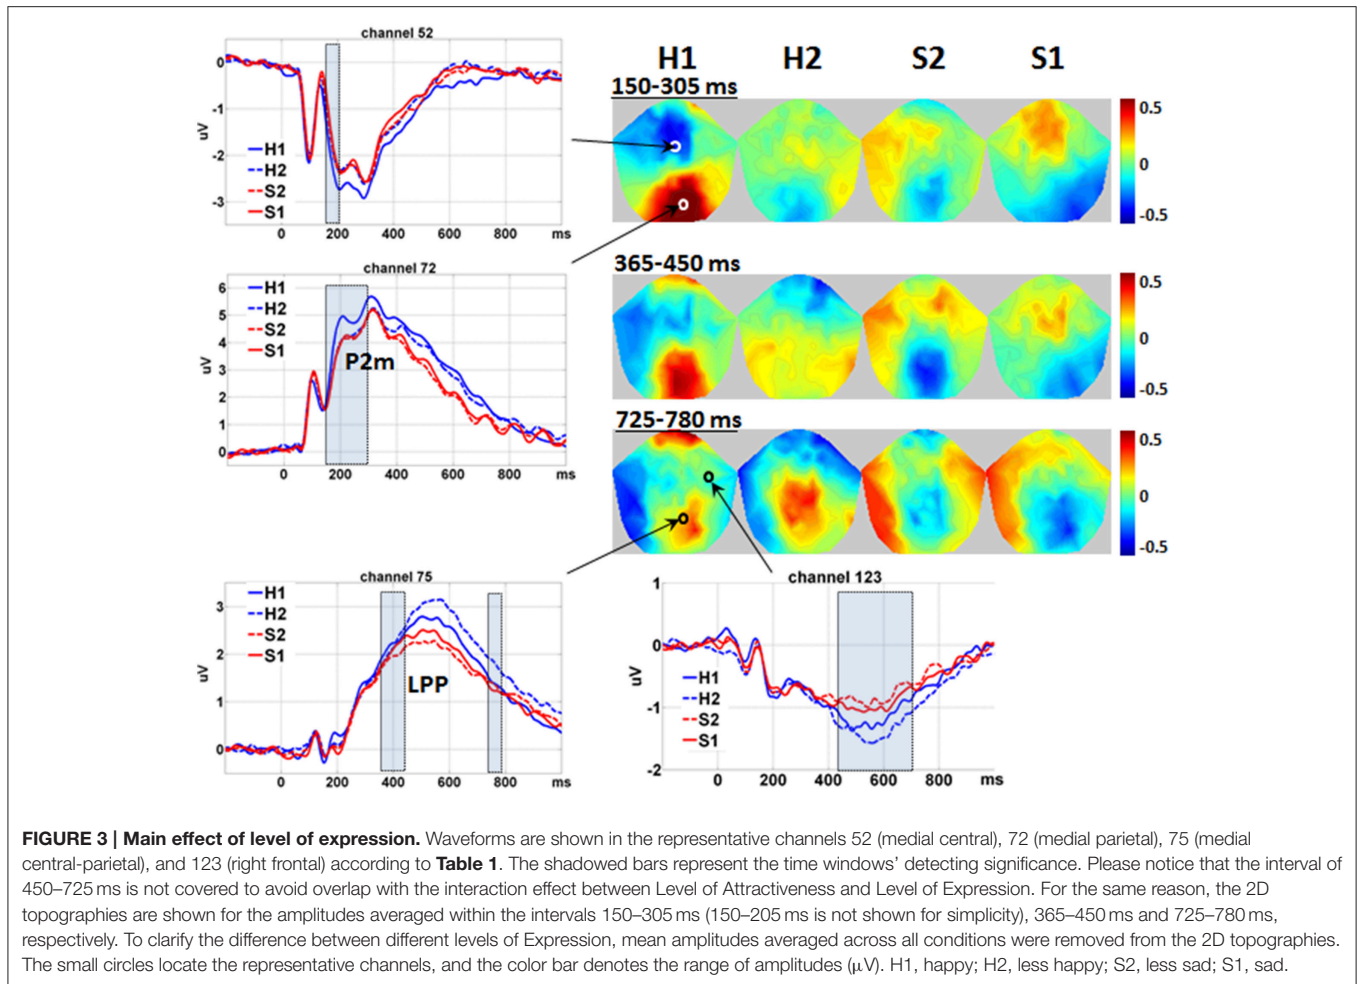 channel 52
0
-1
-2
-3
uV
H1
H2
S2
S1
0 200 400 600 800 ms
H1 H2 S2 S1
150-305 ms
0.5
0
-0.5
channel 72
6
5
4
3
2
1
0
uV
H1
H2
S2
S1
P2m
0 200 400 600 800 ms
365-450 ms
0.5
0
-0.5
725-780 ms
0.5
0
-0.5
channel 75
3
2
1
0
uV
H1
H2
S2
S1
LPP
0 200 400 600 800 ms
channel 123
1
0
-1
-2
uV
H1
H2
S2
S1
0 200 400 600 800 ms
FIGURE 3 | Main effect of level of expression. Waveforms are shown in the representative channels 52 (medial central), 72 (medial parietal), 75 (medial
central-parietal), and 123 (right frontal) according to Table 1. The shadowed bars represent the time windows' detecting significance. Please notice that the interval of
450–725 ms is not covered to avoid overlap with the interaction effect between Level of Attractiveness and Level of Expression. For the same reason, the 2D
topographies are shown for the amplitudes averaged within the intervals 150–305 ms (150–205 ms is not shown for simplicity), 365–450 ms and 725–780 ms,
respectively. To clarify the difference between different levels of Expression, mean amplitudes averaged across all conditions were removed from the 2D topographies.
The small circles locate the representative channels, and the color bar denotes the range of amplitudes (μV). H1, happy; H2, less happy; S2, less sad; S1, sad.